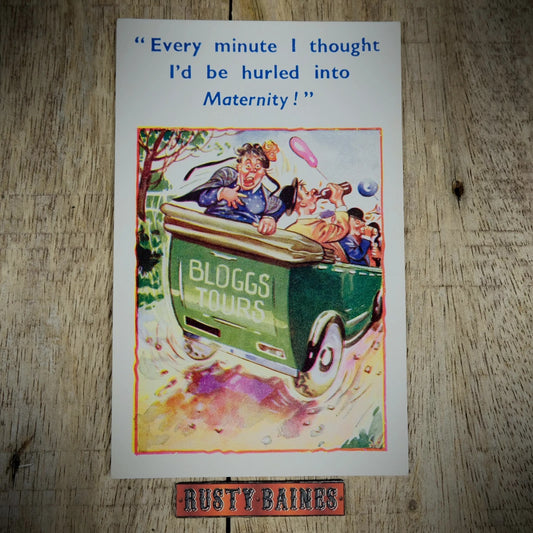 “Every minute I thought
I’d be hurled into
Maternity!”
BLOGGS
TOURS
RUSTY·BAINES